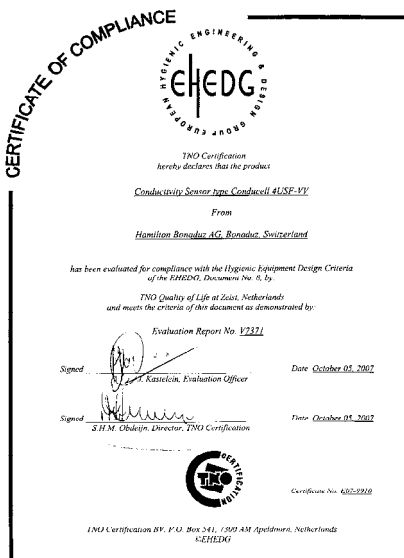 CERTIFICATE OF COMPLIANCE
EUROPEAN HYGIENIC ENGINEERING & DESIGN GROUP
EHEDG
TNO Certification
hereby declares that the product
Conductivity Sensor type Conducell 4USF-VV
From
Hamilton Bonaduz AG, Bonaduz, Switzerland
has been evaluated for compliance with the Hygienic Equipment Design Criteria
of the EHEDG, Document No. 8, by:
TNO Quality of Life at Zeist, Netherlands
and meets the criteria of this document as demonstrated by:
Evaluation Report No. V7371
Signed
J. Kastelein, Evaluation Officer
Date October 05, 2007
Signed
S.H.M. Obdeijn, Director, TNO Certification
Date October 05, 2007
CERTIFICATION
TNO
CERTIFICATION
Certificate No.
TNO Certification BV. P.O. Box 541, 7300 AM Apeldoorn, Netherlands
©EHEDG